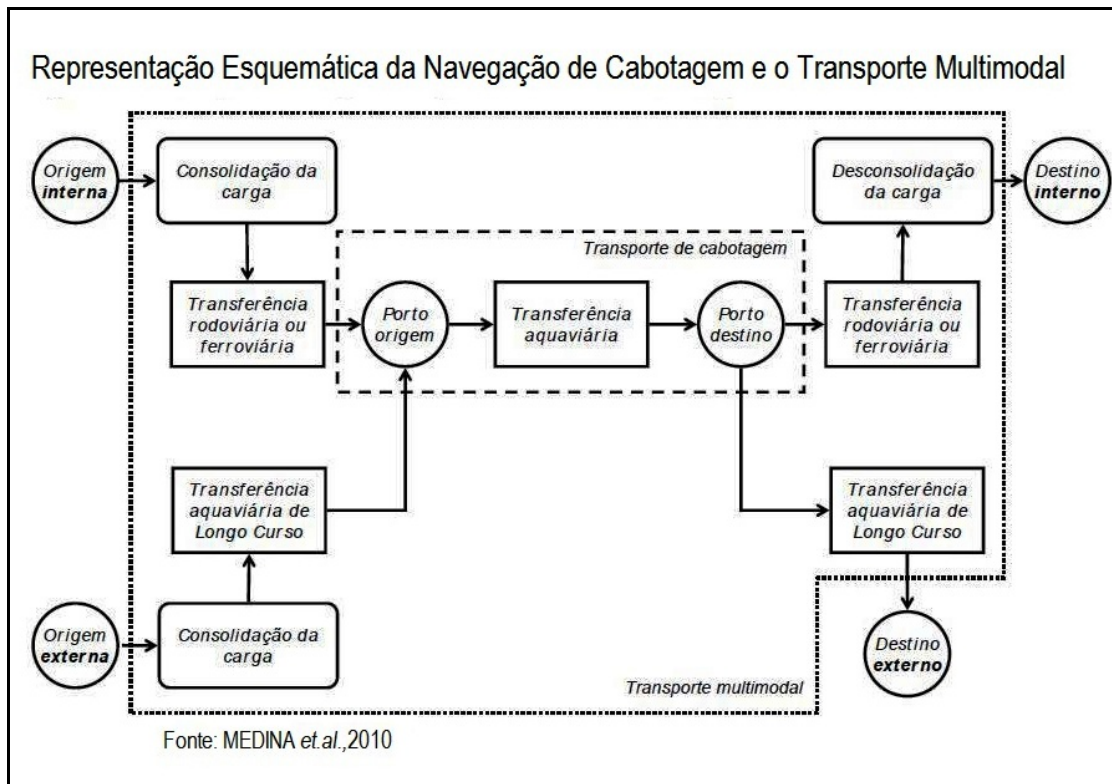 Representação Esquemática da Navegação de Cabotagem e o Transporte Multimodal
Origem
interna
Consolidação da
carga
Desconsolidação
da carga
Destino
interno
Transporte de cabotagem
Transferência
rodoviária ou
ferroviária
Porto
origem
Transferência
aquaviária
Porto
destino
Transferência
rodoviária ou
ferroviária
Transferência
aquaviária de
Longo Curso
Transferência
aquaviária de
Longo Curso
Origem
externa
Consolidação da
carga
Destino
externo
Transporte multimodal
Fonte: MEDINA et.al.,2010